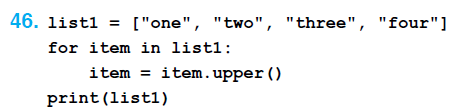 46. list1 = ["one", "two", "three", "four"]
for item in list1:
    item = item.upper()
print(list1)